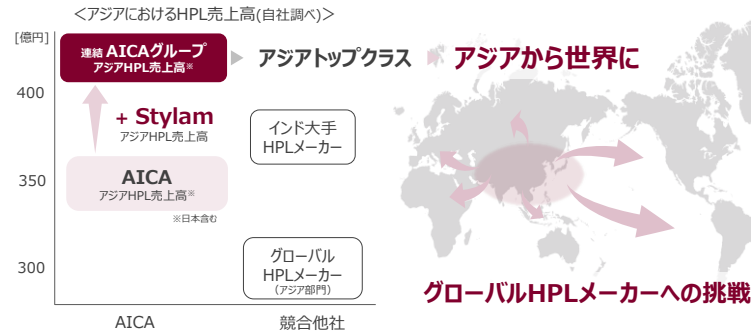 ＜アジアにおけるHPL売上高(自社調べ)＞
[億円]
連結 AICAグループ
アジアHPL売上高※
アジアトップクラス
アジアから世界に
400
+ Stylam
アジアHPL売上高
インド大手
HPLメーカー
350
AICA
アジアHPL売上高※
※日本含む
300
グローバル
HPLメーカー
（アジア部門）
グローバルHPLメーカーへの挑戦
AICA
競合他社